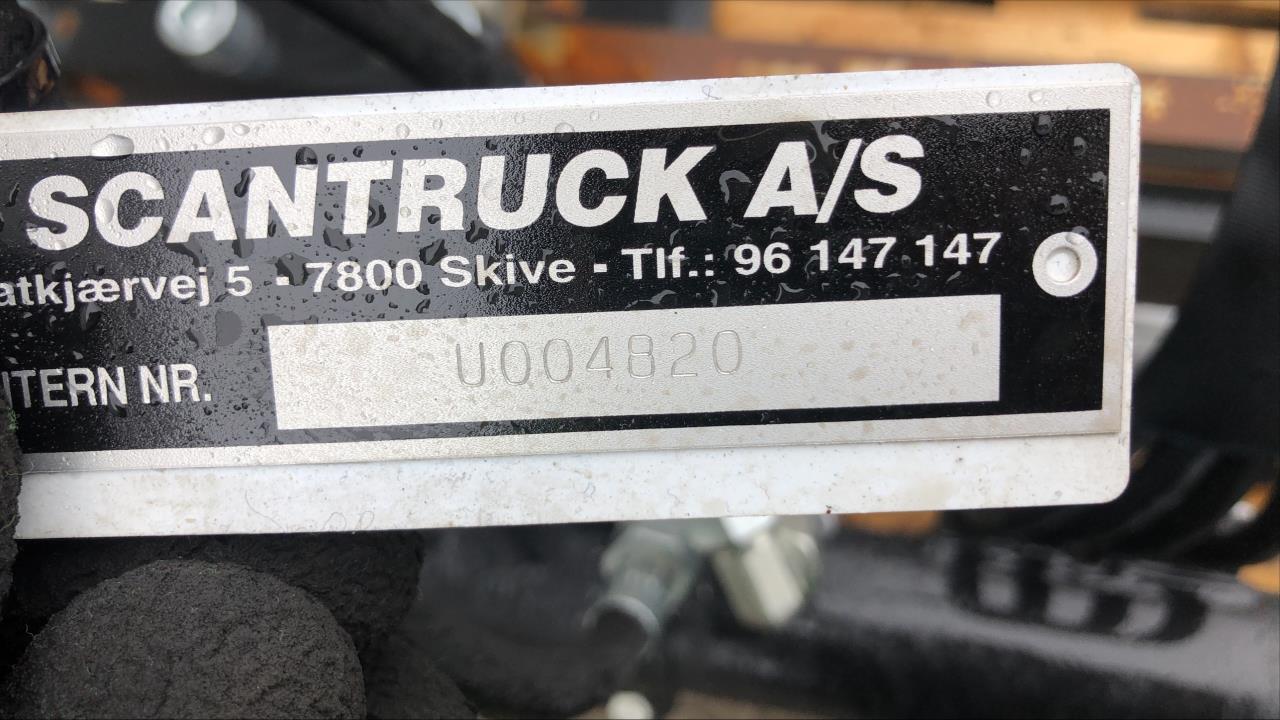 SCANTRUCK A/S
atkjærvej 5 - 7800 Skive - Tlf.: 96 147 147
NTERN NR. U004820